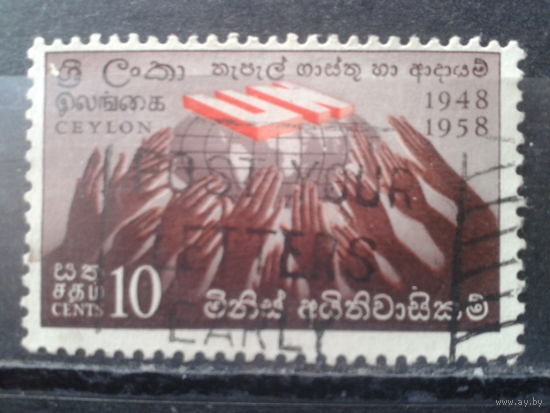 ශ්‍රී ලංකා තැපැල් ගාස්තු හා ආදායම්
இலங்கை
CEYLON
UN
1948
1958
POST YOUR
LETTERS
EARLY
සත
சதம்
CENTS 10
මිනිස් අයිතිවාසිකම්
www.ay.by